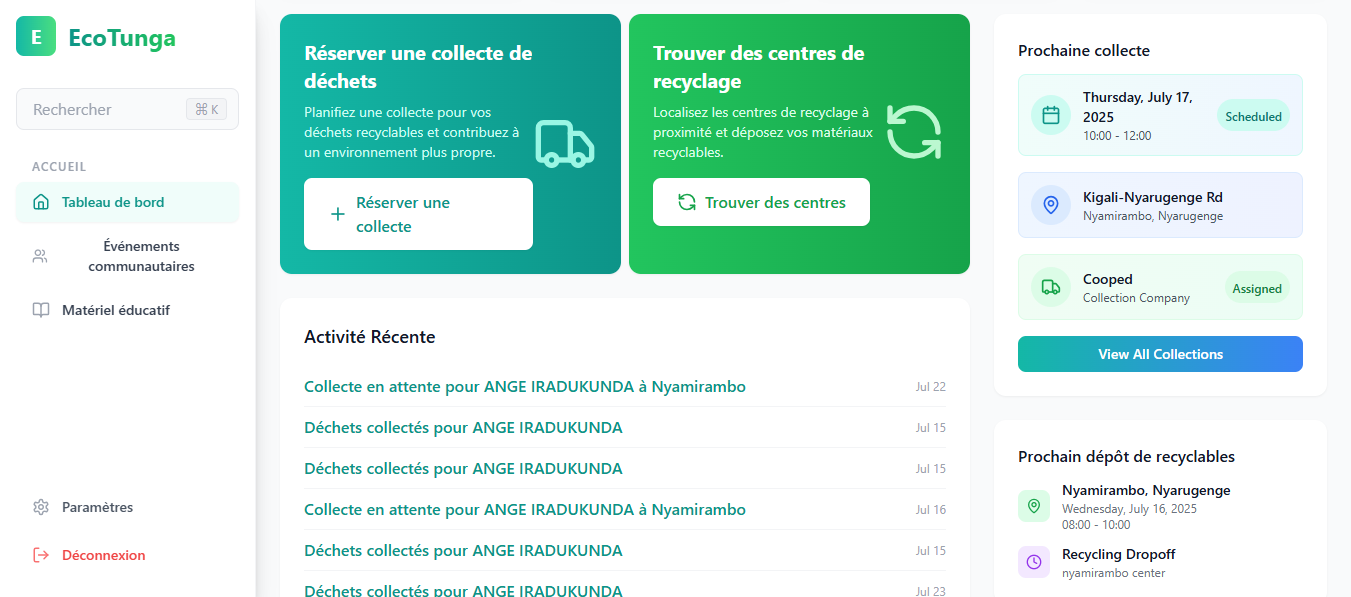 E EcoTunga
Rechercher ⌘ K
ACCUEIL
Tableau de bord
Événements
communautaires
Matériel éducatif
Paramètres
Déconnexion
Réserver une collecte de
déchets
Planifiez une collecte pour vos
déchets recyclables et contribuez à
un environnement plus propre.
Réserver une
collecte
Trouver des centres de
recyclage
Localisez les centres de recyclage à
proximité et déposez vos matériaux
recyclables.
Trouver des centres
Activité Récente
Collecte en attente pour ANGE IRADUKUNDA à Nyamirambo Jul 22
Déchets collectés pour ANGE IRADUKUNDA Jul 15
Déchets collectés pour ANGE IRADUKUNDA Jul 15
Collecte en attente pour ANGE IRADUKUNDA à Nyamirambo Jul 16
Déchets collectés pour ANGE IRADUKUNDA Jul 15
Déchets collectés pour ANGE IRADUKUNDA Jul 23
Prochaine collecte
Thursday, July 17,
2025
10:00 - 12:00
Scheduled
Kigali-Nyarugenge Rd
Nyamirambo, Nyarugenge
Cooped
Collection Company
Assigned
View All Collections
Prochain dépôt de recyclables
Nyamirambo, Nyarugenge
Wednesday, July 16, 2025
08:00 - 10:00
Recycling Dropoff
nyamirambo center